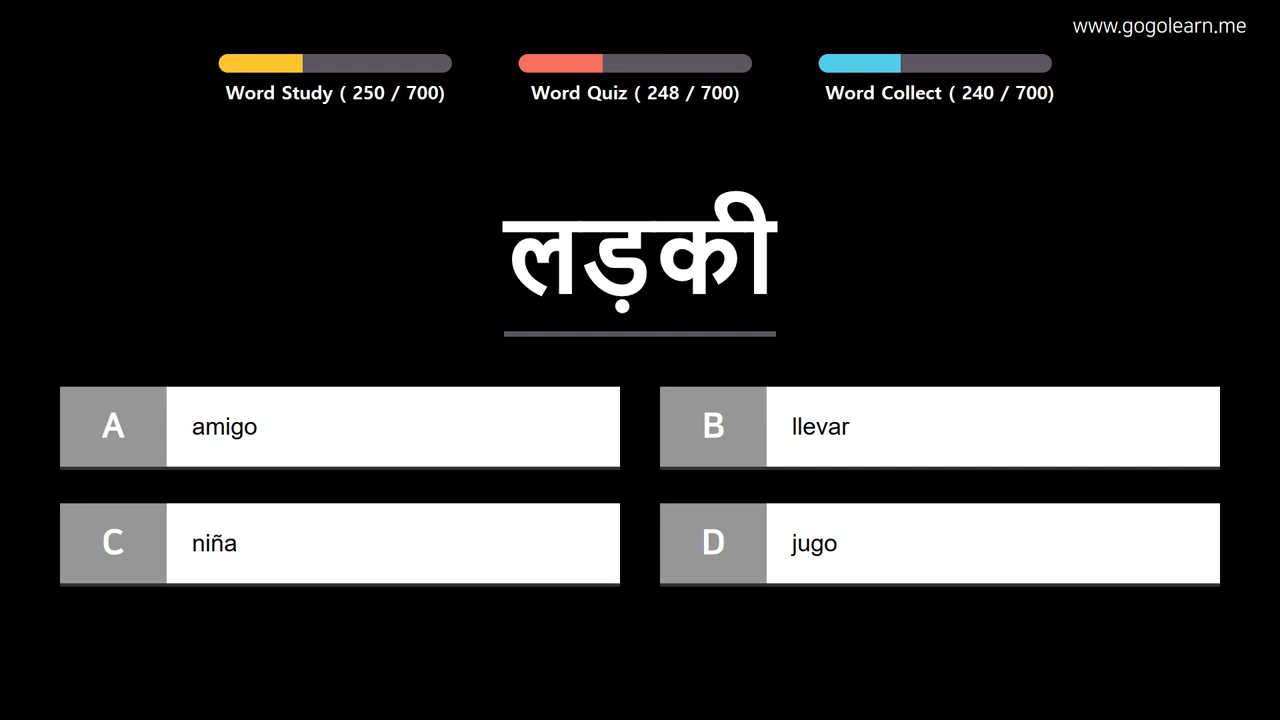 www.gogolearn.me
Word Study ( 250 / 700)
Word Quiz ( 248 / 700)
Word Collect ( 240 / 700)
लड़की
A amigo
B llevar
C niña
D jugo